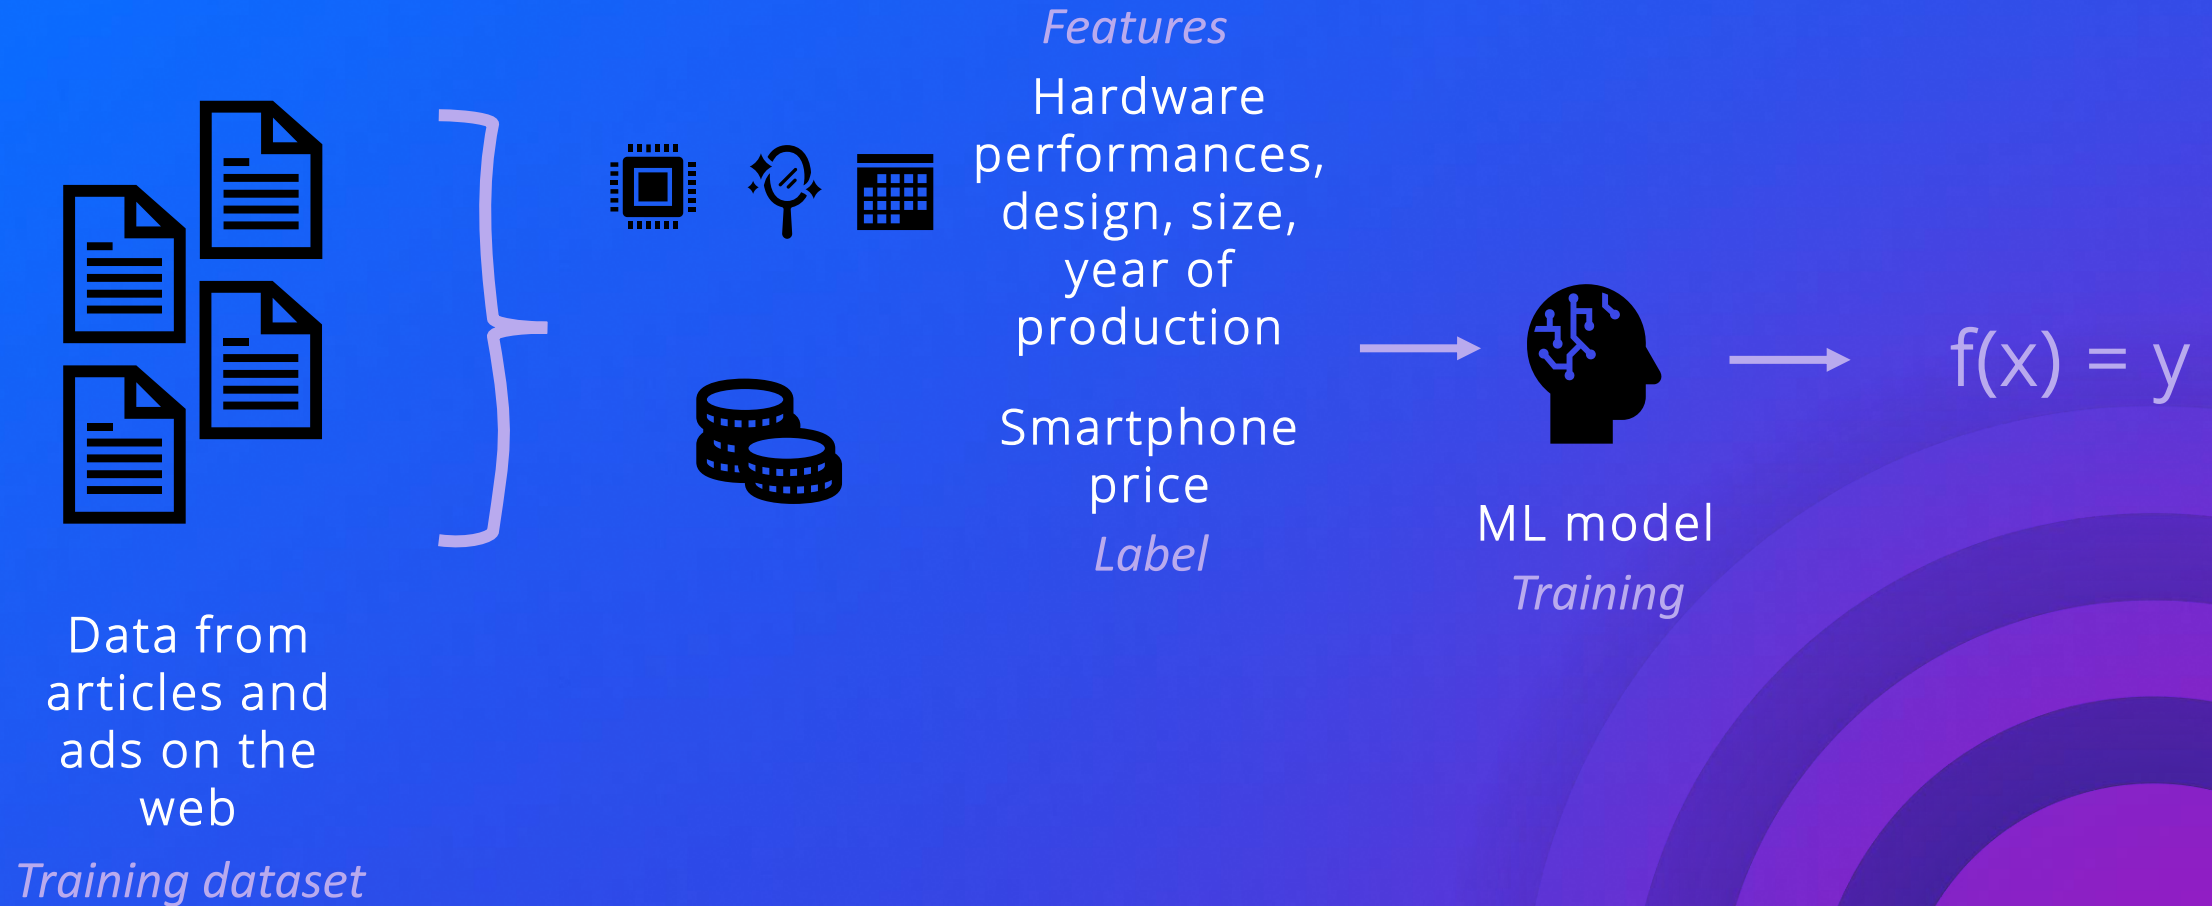 Data from
articles and
ads on the
web
Training dataset
Features
Hardware
performances,
design, size,
year of
production
Smartphone
price
Label
ML model
Training
f(x) = y